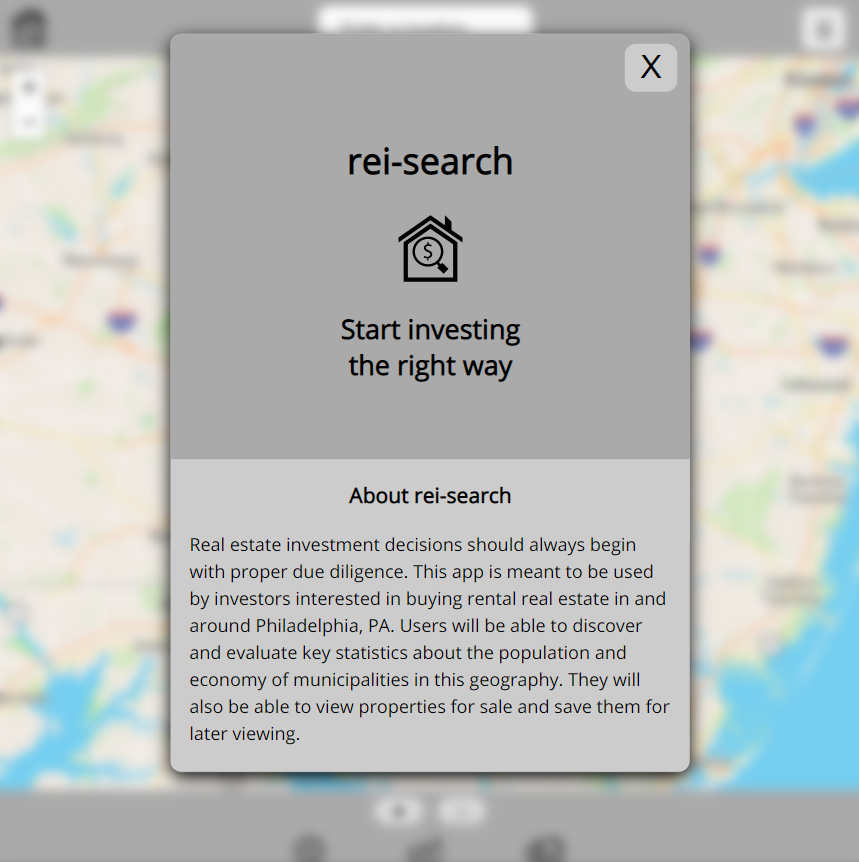 X
rei-search
$
Start investing
the right way
About rei-search
Real estate investment decisions should always begin
with proper due diligence. This app is meant to be used
by investors interested in buying rental real estate in and
around Philadelphia, PA. Users will be able to discover
and evaluate key statistics about the population and
economy of municipalities in this geography. They will
also be able to view properties for sale and save them for
later viewing.